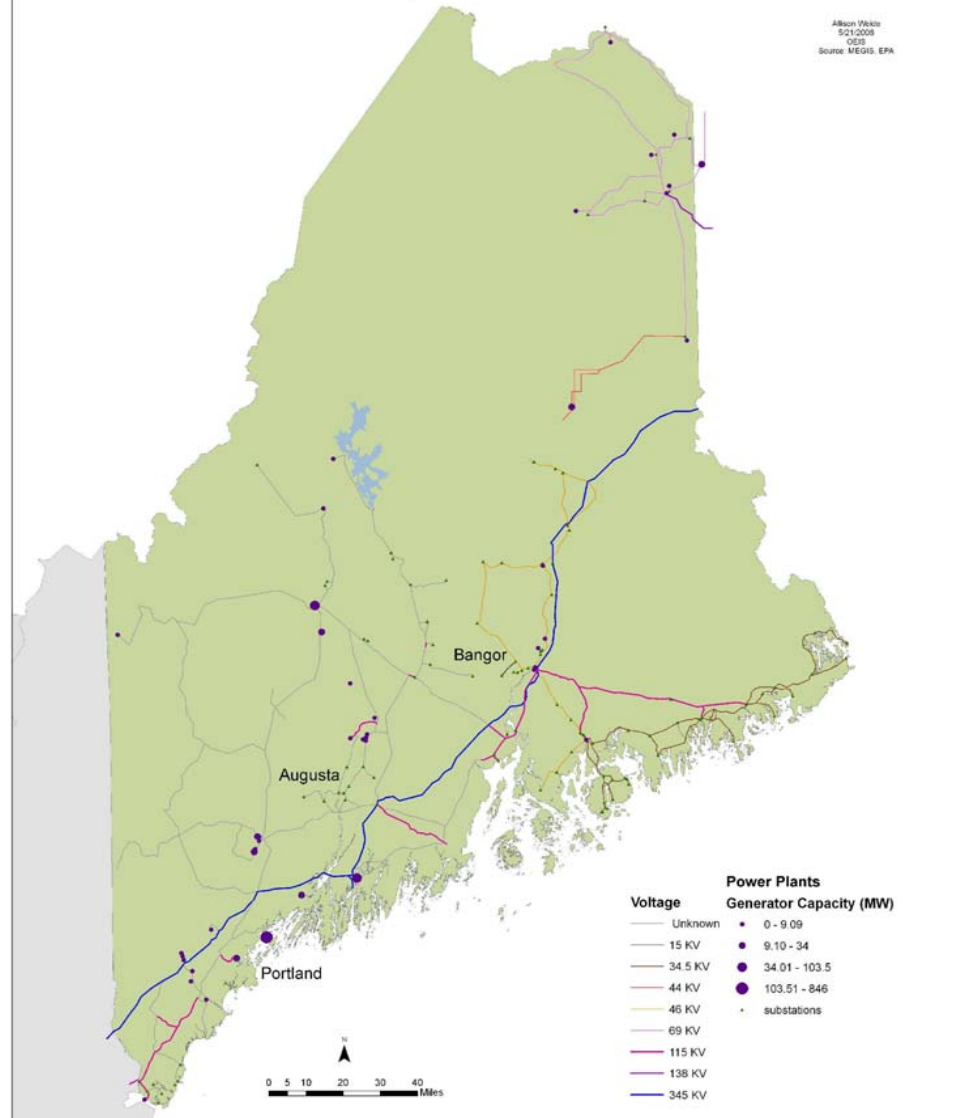 Allison Weide
5/21/2008
OEIS
Source: MEGIS, EPA
Bangor
Augusta
Portland
N
0 5 10 20 30 40
Miles
Voltage
Unknown
15 KV
34.5 KV
44 KV
46 KV
69 KV
115 KV
138 KV
345 KV
Power Plants
Generator Capacity (MW)
0 - 9.09
9.10 - 34
34.01 - 103.5
103.51 - 846
substations